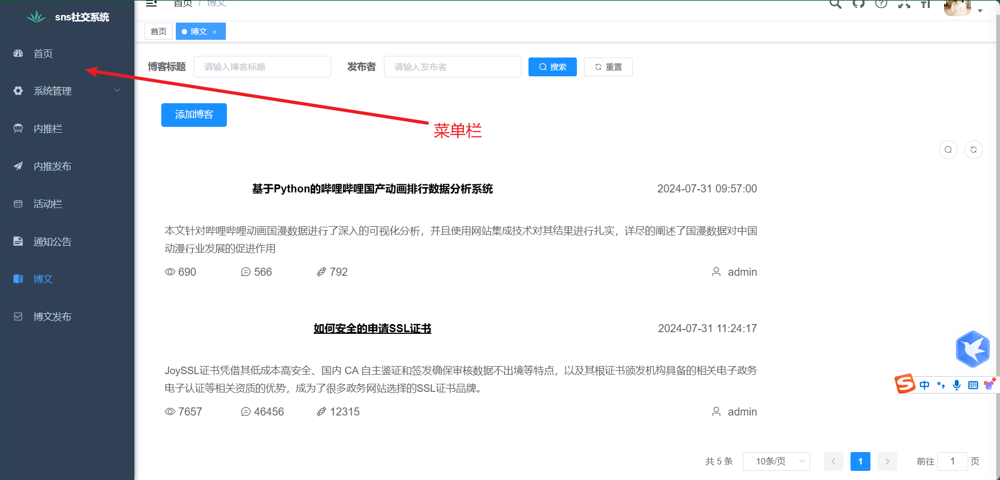 sns社交系统
首页 / 博文
首页
博文 ×
首页
系统管理
内推栏
内推发布
活动栏
通知公告
博文
博文发布
博客标题 请输入博客标题 发布者 请输入发布者 搜索 重置
添加博客
菜单栏
基于Python的哔哩哔哩国产动画排行数据分析系统 2024-07-31 09:57:00
本文针对哔哩哔哩动画国漫数据进行了深入的可视化分析，并且使用网站集成技术对其结果进行扎实，详尽的阐述了国漫数据对中国
动漫行业发展的促进作用
690 566 792 admin
如何安全的申请SSL证书 2024-07-31 11:24:17
JoySSL证书凭借其低成本高安全、国内 CA 自主鉴证和签发确保审核数据不出境等特点，以及其根证书颁发机构具备的相关电子政务
电子认证等相关资质的优势，成为了很多政务网站选择的SSL证书品牌。
7657 46456 12315 admin
中
共 5 条 10条/页 1 前往 1 页